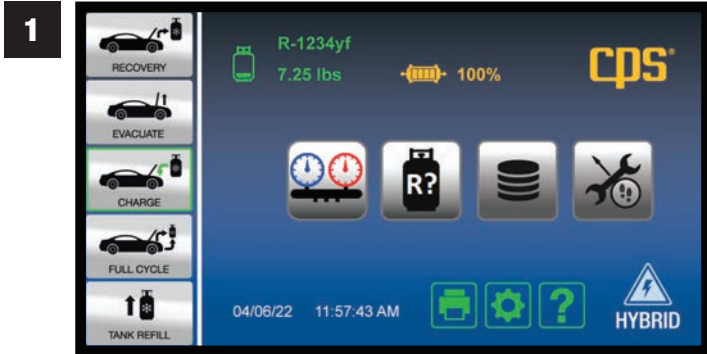 1
RECOVERY
EVACUATE
CHARGE
FULL CYCLE
TANK REFILL
R-1234yf
7.25 lbs
100%
cps®
R?
04/06/22 11:57:43 AM
?
HYBRID